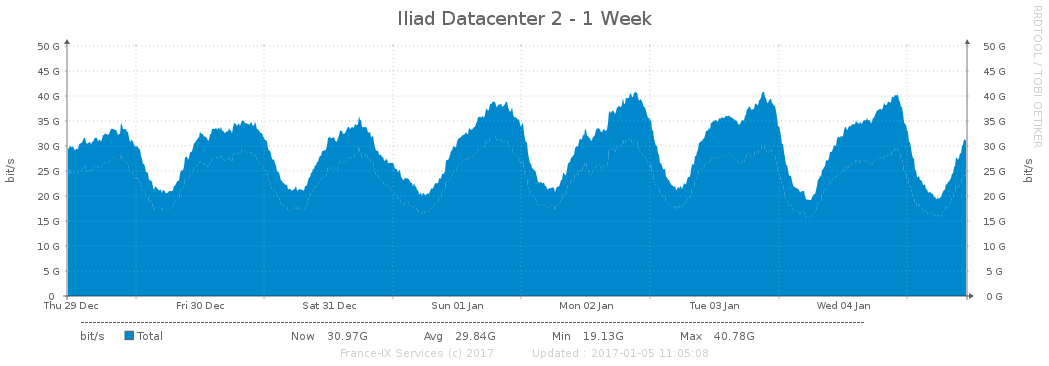 Iliad Datacenter 2 - 1 Week
RRDTOOL / TOBI OETIKER
50 G 50 G
45 G 45 G
40 G 40 G
35 G 35 G
30 G 30 G
25 G 25 G
20 G 20 G
15 G 15 G
10 G 10 G
5 G 5 G
0 0 G
bit/s bit/s
Thu 29 Dec Fri 30 Dec Sat 31 Dec Sun 01 Jan Mon 02 Jan Tue 03 Jan Wed 04 Jan
bit/s Total Now 30.97G Avg 29.84G Min 19.13G Max 40.78G
France-IX Services (c) 2017 Updated : 2017-01-05 11:05:08